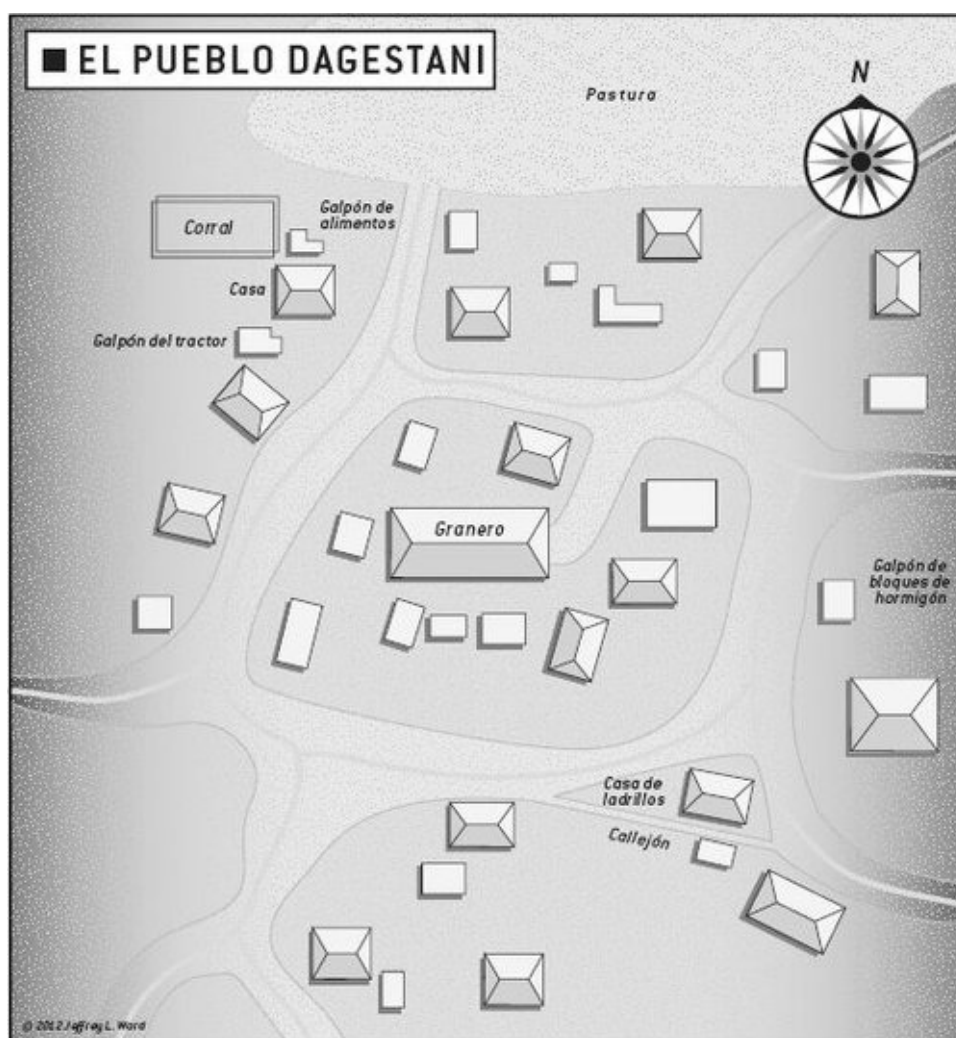 EL PUEBLO DAGESTANI
Pastura
N
Corral
Galpón de
alimentos
Casa
Galpón del tractor
Granero
Galpón de
bloques de
hormigón
Casa de
ladrillos
Callejón
© 2012 Jeffrey L. Ward